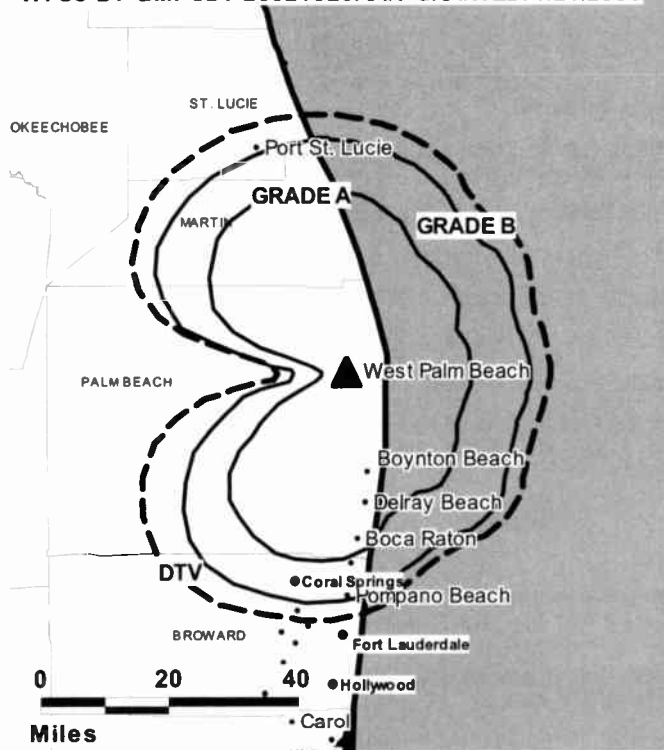 ST. LUCIE
OKEECHOBEE
Port St. Lucie
GRADE A
MARTIN
GRADE B
West Palm Beach
PALM BEACH
Boynton Beach
Delray Beach
Boca Raton
DTV
Coral Springs
Pompano Beach
BROWARD
Fort Lauderdale
0 20 40
Hollywood
Carol
Miles